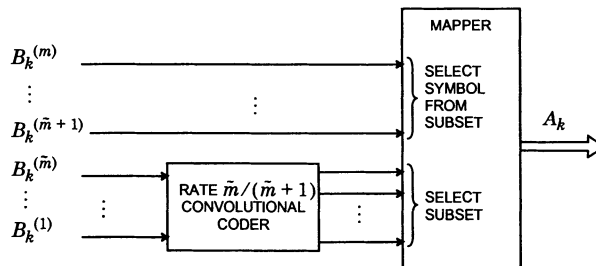 MAPPER
B_k^{(m)}
⋮
⋮
B_k^{(m̃ + 1)}
SELECT
SYMBOL
FROM
SUBSET
A_k
B_k^{(m̃)}
⋮
⋮
B_k^{(1)}
RATE m̃/(m̃ + 1)
CONVOLUTIONAL
CODER
⋮
SELECT
SUBSET